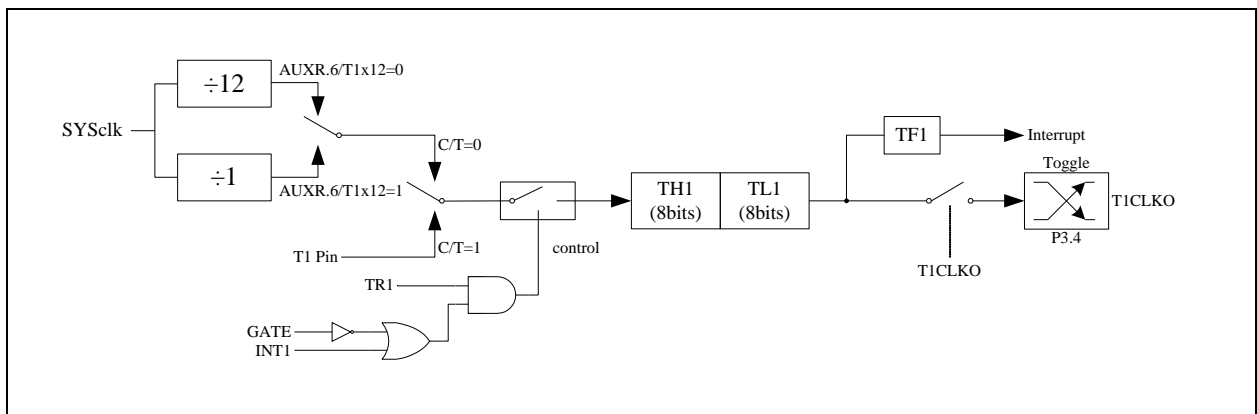 ÷12
AUXR.6/T1x12=0
SYSclk
÷1
AUXR.6/T1x12=1
C/T=0
C/T=1
T1 Pin
control
TR1
GATE
INT1
TH1
(8bits)
TL1
(8bits)
TF1
Interrupt
Toggle
T1CLKO
P3.4
T1CLKO